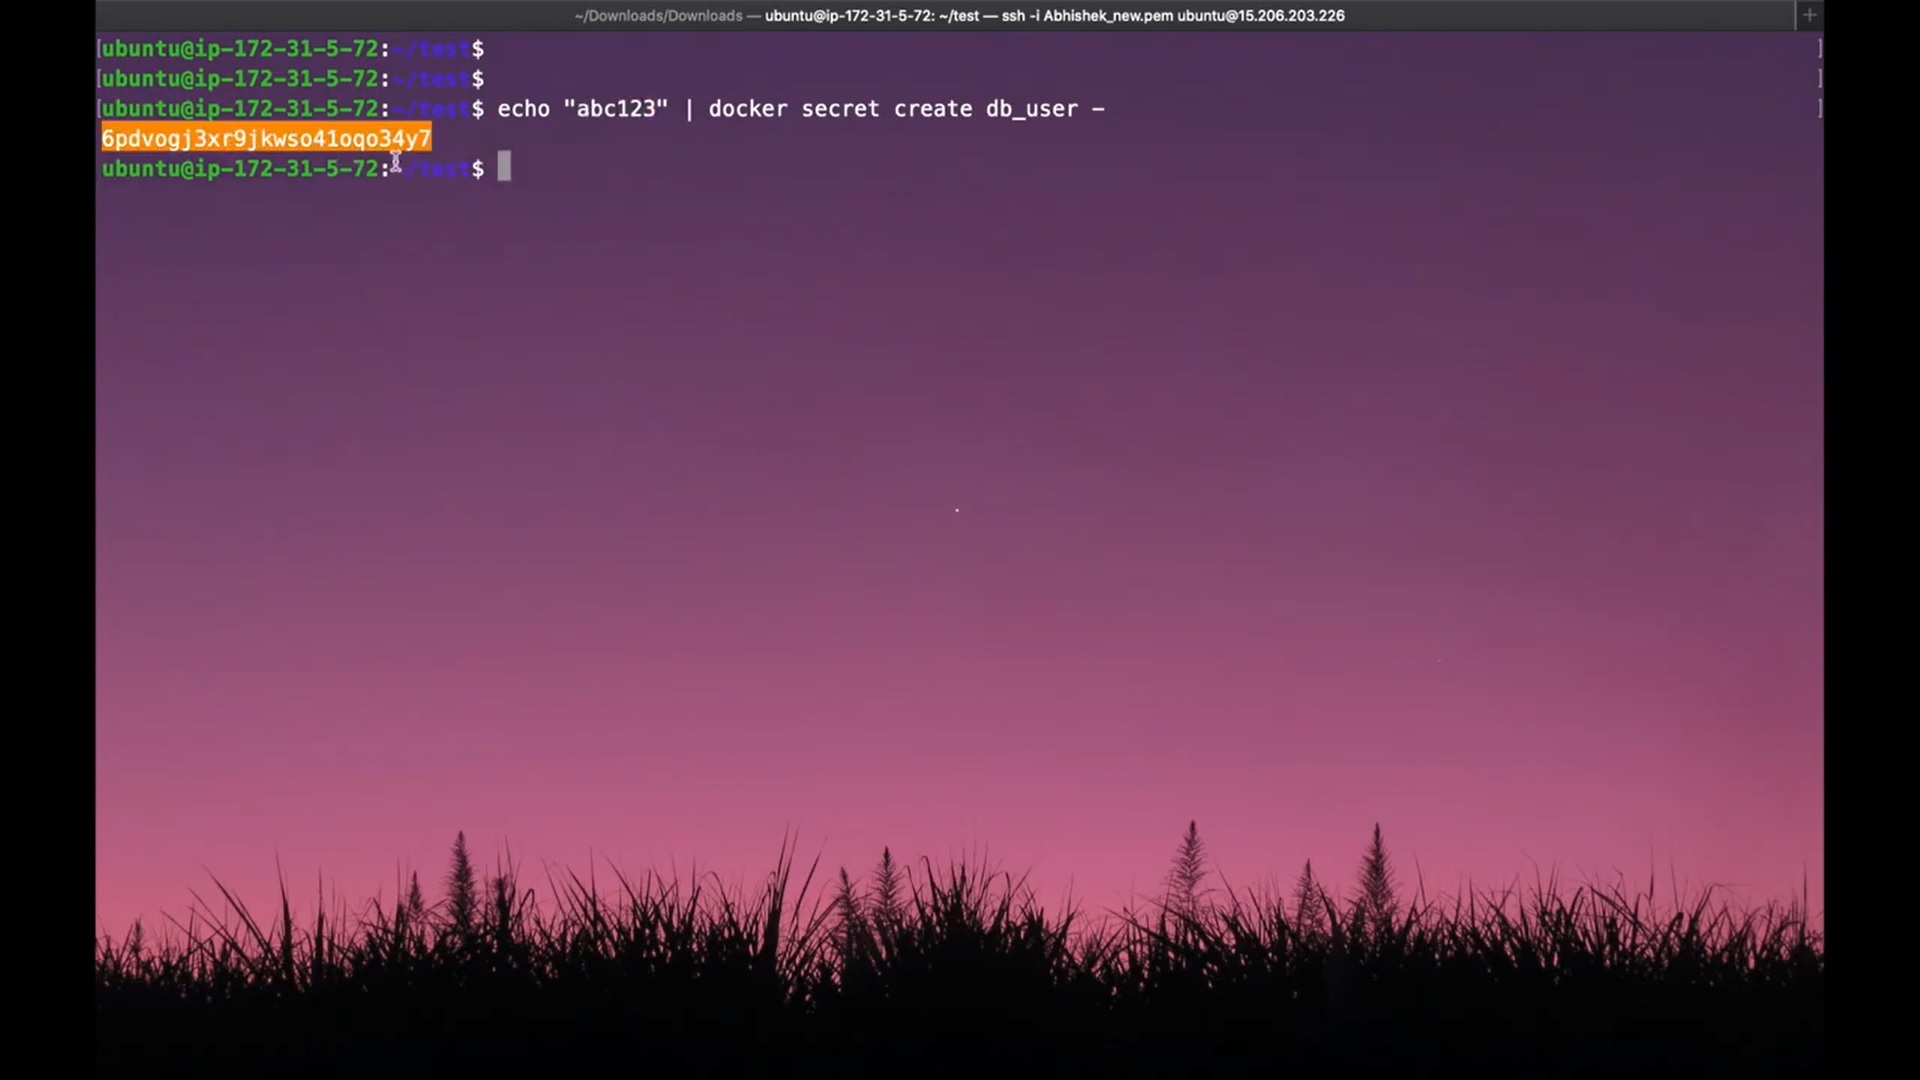 ~/Downloads/Downloads — ubuntu@ip-172-31-5-72: ~/test — ssh -i Abhishek_new.pem ubuntu@15.206.203.226
[ubuntu@ip-172-31-5-72:~/test$ ]
[ubuntu@ip-172-31-5-72:~/test$ ]
[ubuntu@ip-172-31-5-72:~/test$ echo "abc123" | docker secret create db_user - ]
6pdvogj3xr9jkwso41oqo34y7
ubuntu@ip-172-31-5-72:~/test$